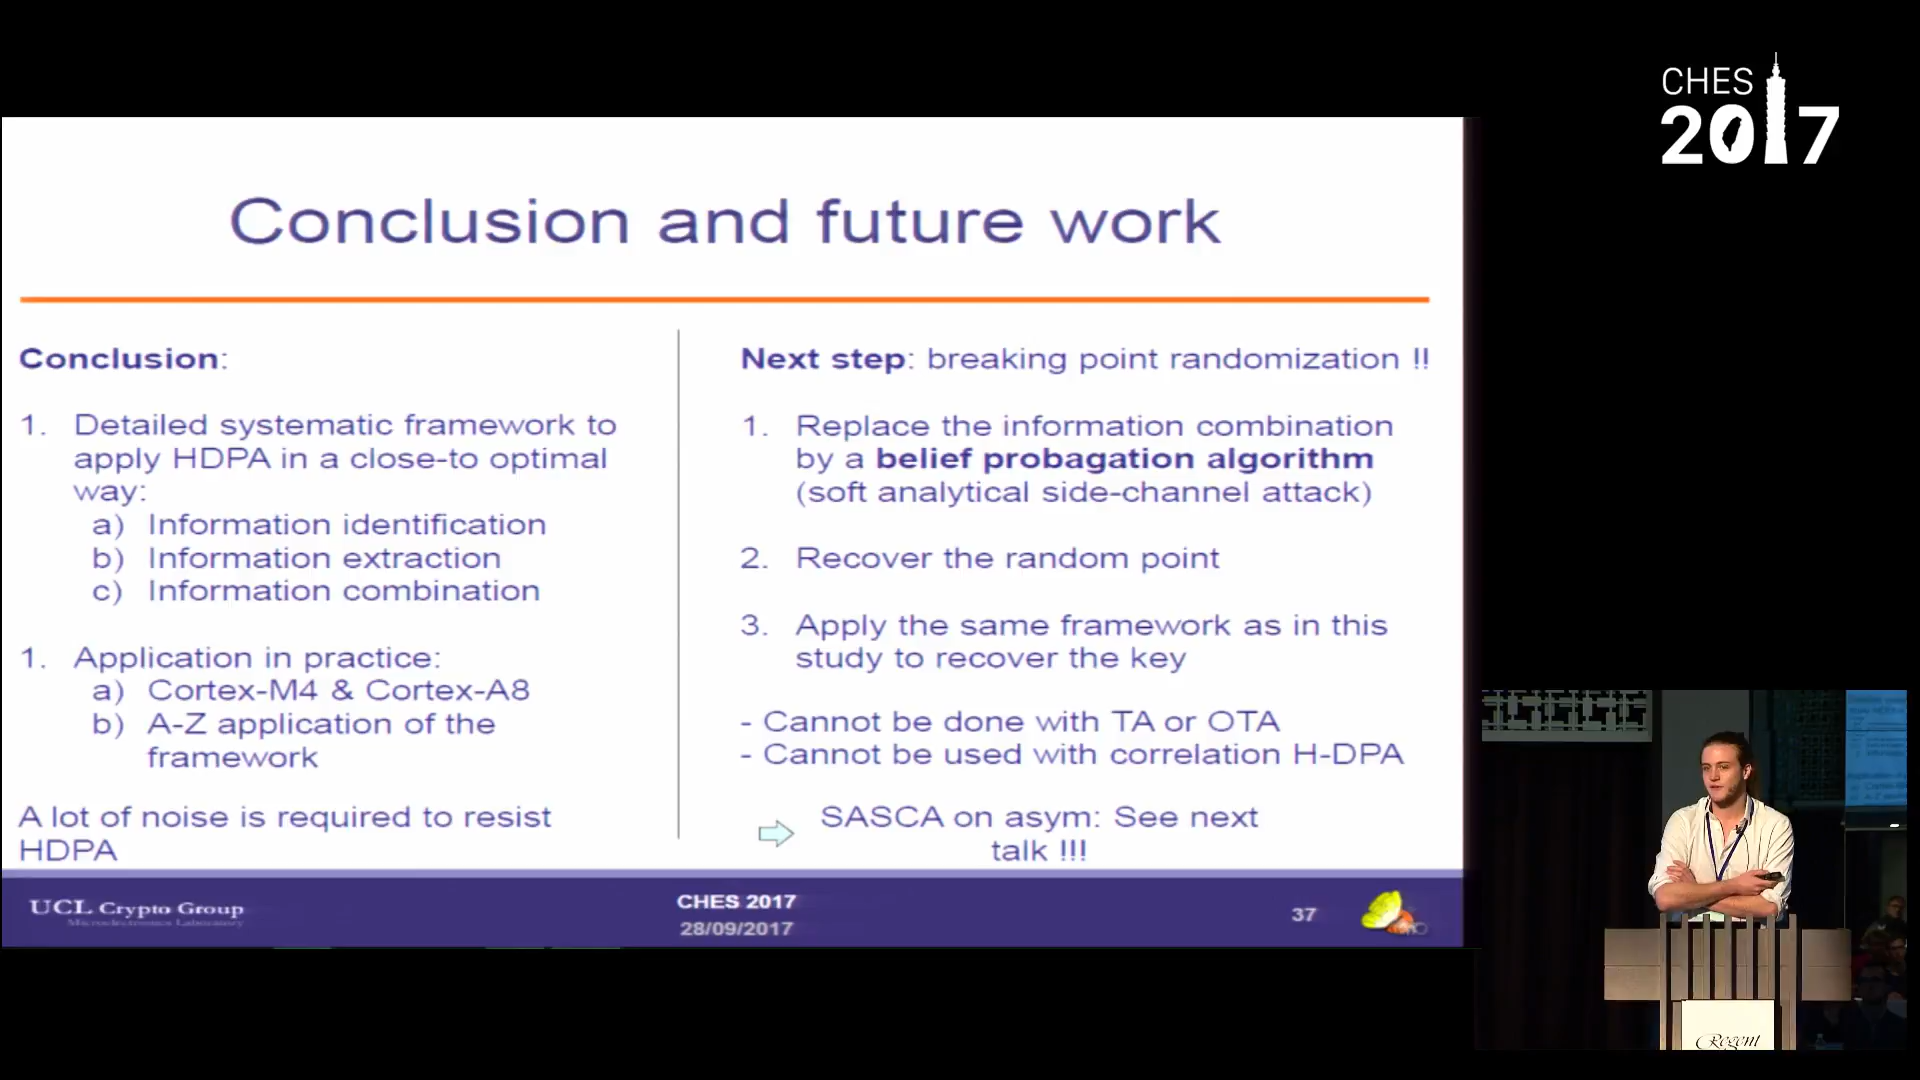 CHES
2017
Conclusion and future work
Conclusion:
1. Detailed systematic framework to
apply HDPA in a close-to optimal
way:
a) Information identification
b) Information extraction
c) Information combination
1. Application in practice:
a) Cortex-M4 & Cortex-A8
b) A-Z application of the
framework
A lot of noise is required to resist
HDPA
Next step: breaking point randomization !!
1. Replace the information combination
by a belief probagation algorithm
(soft analytical side-channel attack)
2. Recover the random point
3. Apply the same framework as in this
study to recover the key
- Cannot be done with TA or OTA
- Cannot be used with correlation H-DPA
SASCA on asym: See next
talk !!!
UCL Crypto Group
Microelectronics Laboratory
CHES 2017
28/09/2017
37
Regent